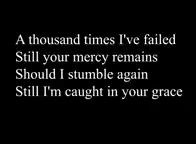 A thousand times I've failed
Still your mercy remains
Should I stumble again
Still I'm caught in your grace